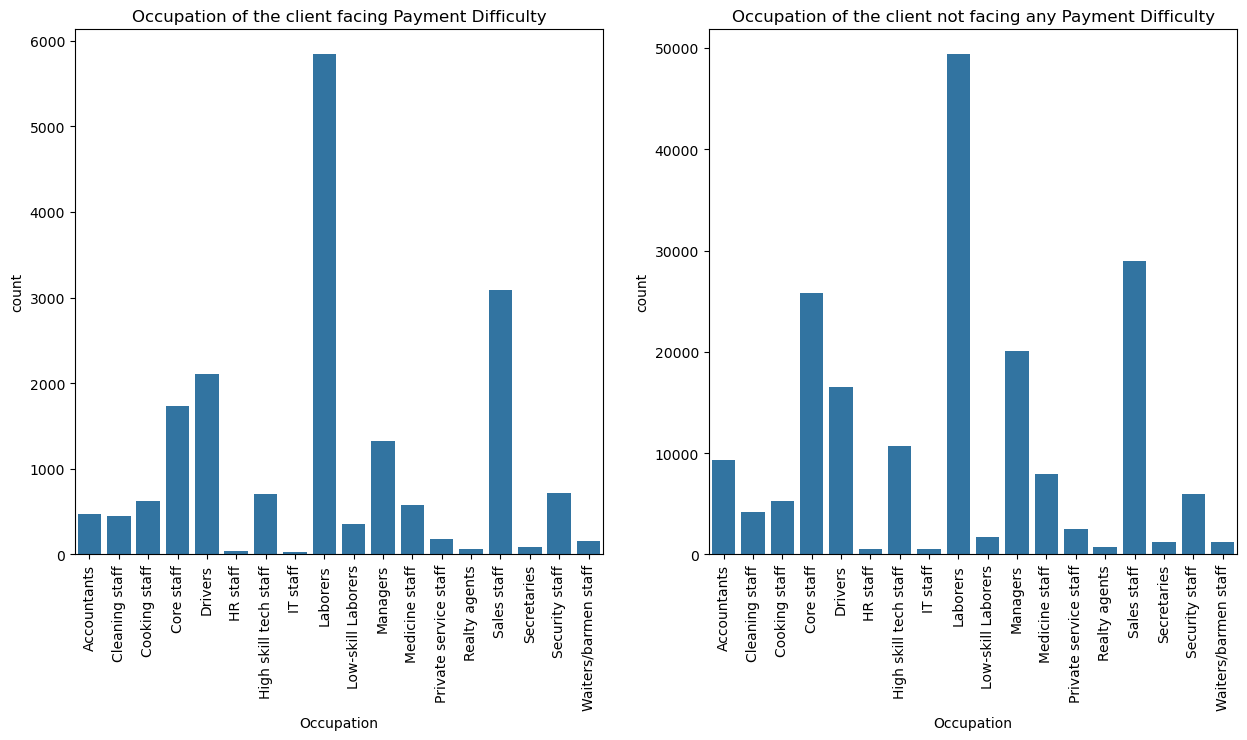 Occupation of the client facing Payment Difficulty
6000
5000
4000
3000
2000
1000
0
count
Accountants
Cleaning staff
Cooking staff
Core staff
Drivers
HR staff
High skill tech staff
IT staff
Laborers
Low-skill Laborers
Managers
Medicine staff
Private service staff
Realty agents
Sales staff
Secretaries
Security staff
Waiters/barmen staff
Occupation
Occupation of the client not facing any Payment Difficulty
50000
40000
30000
20000
10000
0
count
Accountants
Cleaning staff
Cooking staff
Core staff
Drivers
HR staff
High skill tech staff
IT staff
Laborers
Low-skill Laborers
Managers
Medicine staff
Private service staff
Realty agents
Sales staff
Secretaries
Security staff
Waiters/barmen staff
Occupation